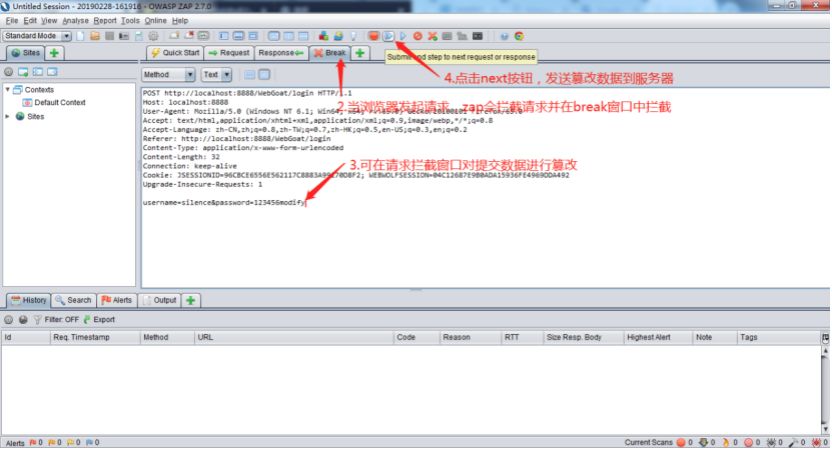 Untitled Session - 20190228-161916 - OWASP ZAP 2.7.0
File Edit View Analyse Report Tools Online Help
Standard Mode
Sites
Quick Start
Request
Response
Break
Submit and step to next request or response
4.点击next按钮，发送篡改数据到服务器
Method
Text
Contexts
Default Context
Sites
POST http://localhost:8888/WebGoat/login HTTP/1.1
Host: localhost:8888
2.当浏览器发起请求，zap会拦截请求并在break窗口中拦截
User-Agent: Mozilla/5.0 (Windows NT 6.1; Win64; x64;
Accept: text/html,application/xhtml+xml,application/xml;q=0.9,image/webp,*/*;q=0.8
Accept-Language: zh-CN,zh;q=0.8,zh-TW;q=0.7,zh-HK;q=0.5,en-US;q=0.3,en;q=0.2
Referer: http://localhost:8888/WebGoat/login
Content-Type: application/x-www-form-urlencoded
Content-Length: 32
3.可在请求拦截窗口对提交数据进行篡改
Connection: keep-alive
Cookie: WEBWOLFSESSION=04C12687E9B0ADA15936FE4969DDA492
Upgrade-Insecure-Requests: 1
username=silence&password=123456modify
History
Search
Alerts
Output
Filter: OFF
Export
Id
Req. Timestamp
Method
URL
Code
Reason
RTT
Size Resp. Body
Highest Alert
Note
Tags
Alerts 0 0 0 0
Current Scans 0 0 0 0 0 0 0